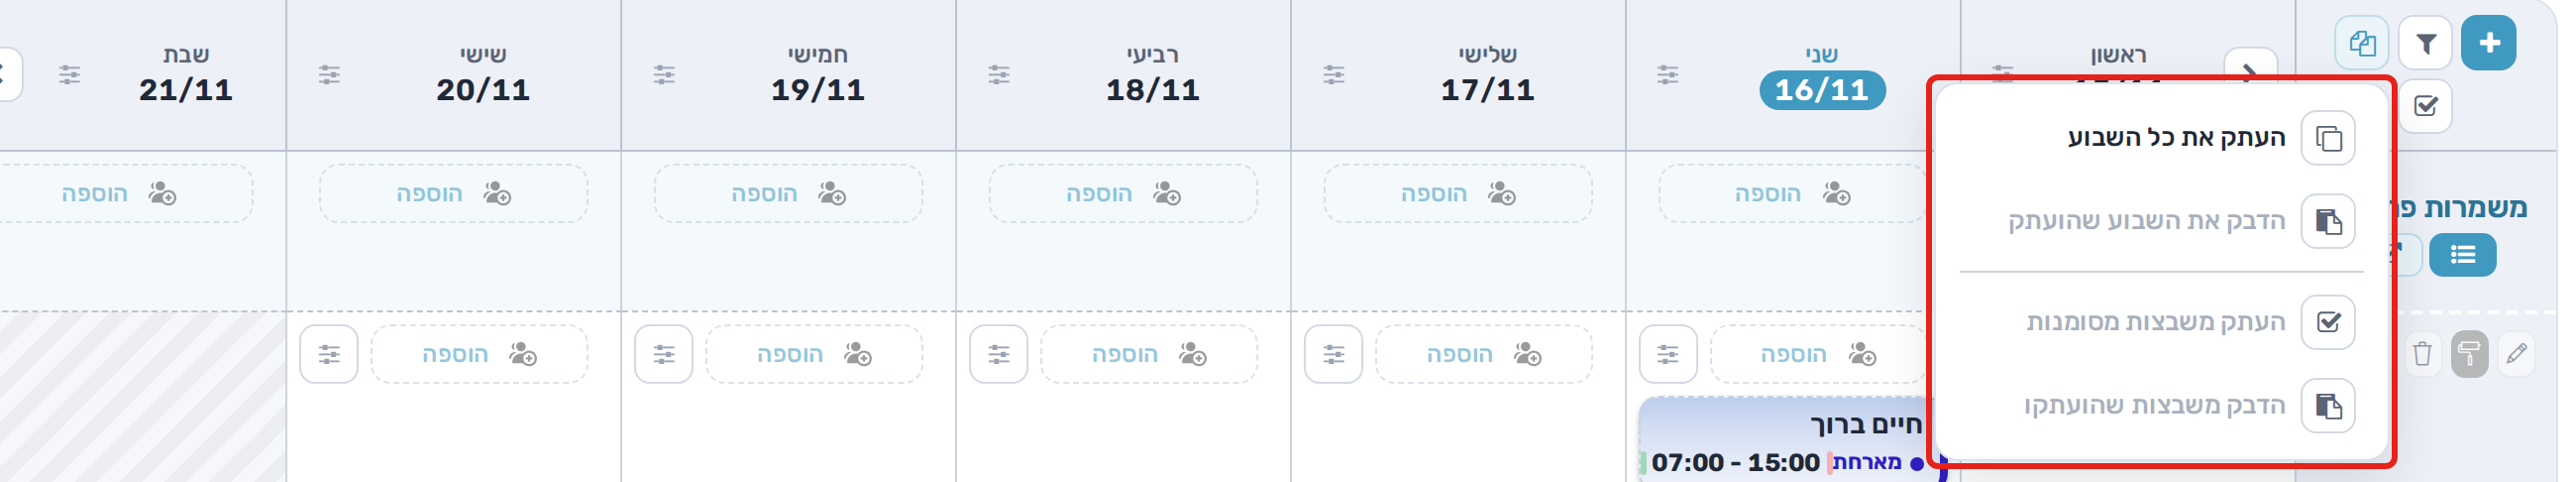 ראשון
שני
16/11
שלישי
17/11
רביעי
18/11
חמישי
19/11
שישי
20/11
שבת
21/11
העתק את כל השבוע
הדבק את השבוע שהועתק
העתק משבצות מסומנות
הדבק משבצות שהועתקו
משמרות
הוספה
הוספה
הוספה
הוספה
הוספה
הוספה
הוספה
הוספה
הוספה
הוספה
הוספה
חיים ברוך
מארחת 07:00 - 15:00